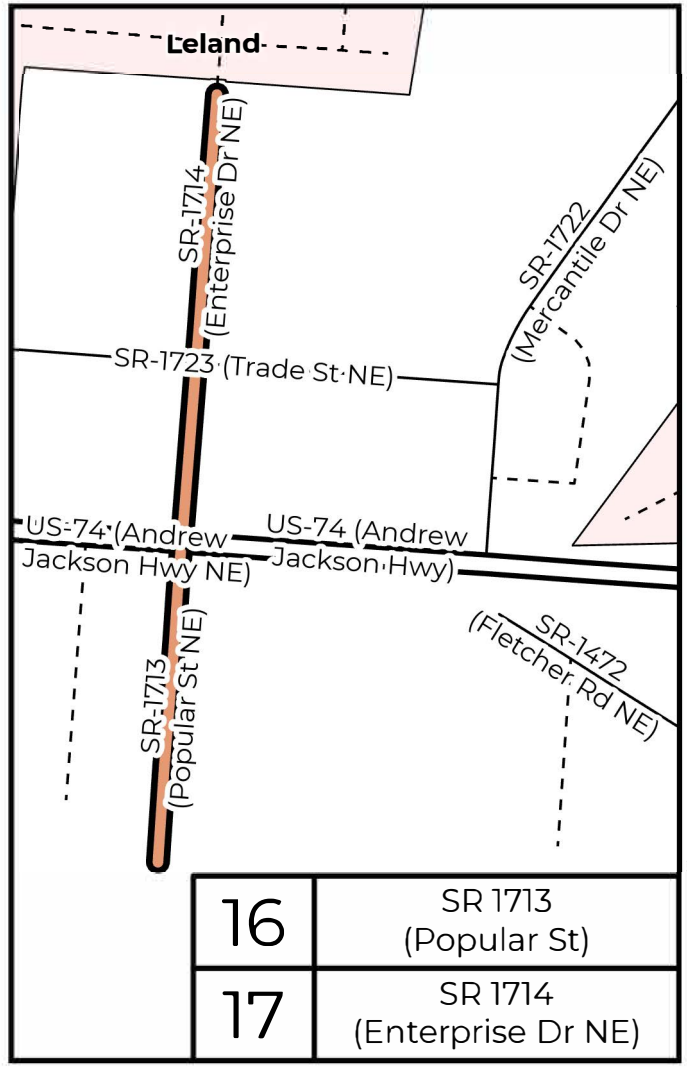 Leland
SR-1714
(Enterprise Dr NE)
SR-1722
(Mercantile Dr NE)
SR-1723 (Trade St NE)
US-74 (Andrew
Jackson Hwy NE)
US-74 (Andrew
Jackson Hwy)
SR-1713
(Popular St NE)
SR-1472
(Fletcher Rd NE)
16
SR 1713
(Popular St)
17
SR 1714
(Enterprise Dr NE)